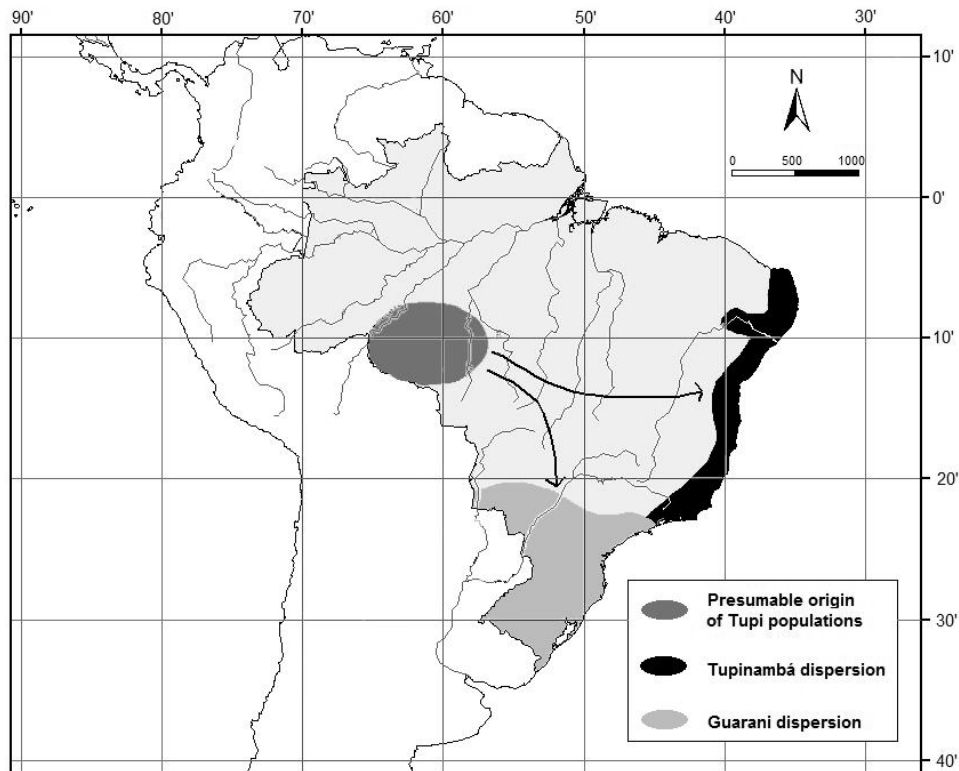 90' 80' 70' 60' 50' 40' 30'
10'
N
0 500 1000
0'
10'
20'
30'
40'
Presumable origin
of Tupi populations
Tupinambá dispersion
Guarani dispersion